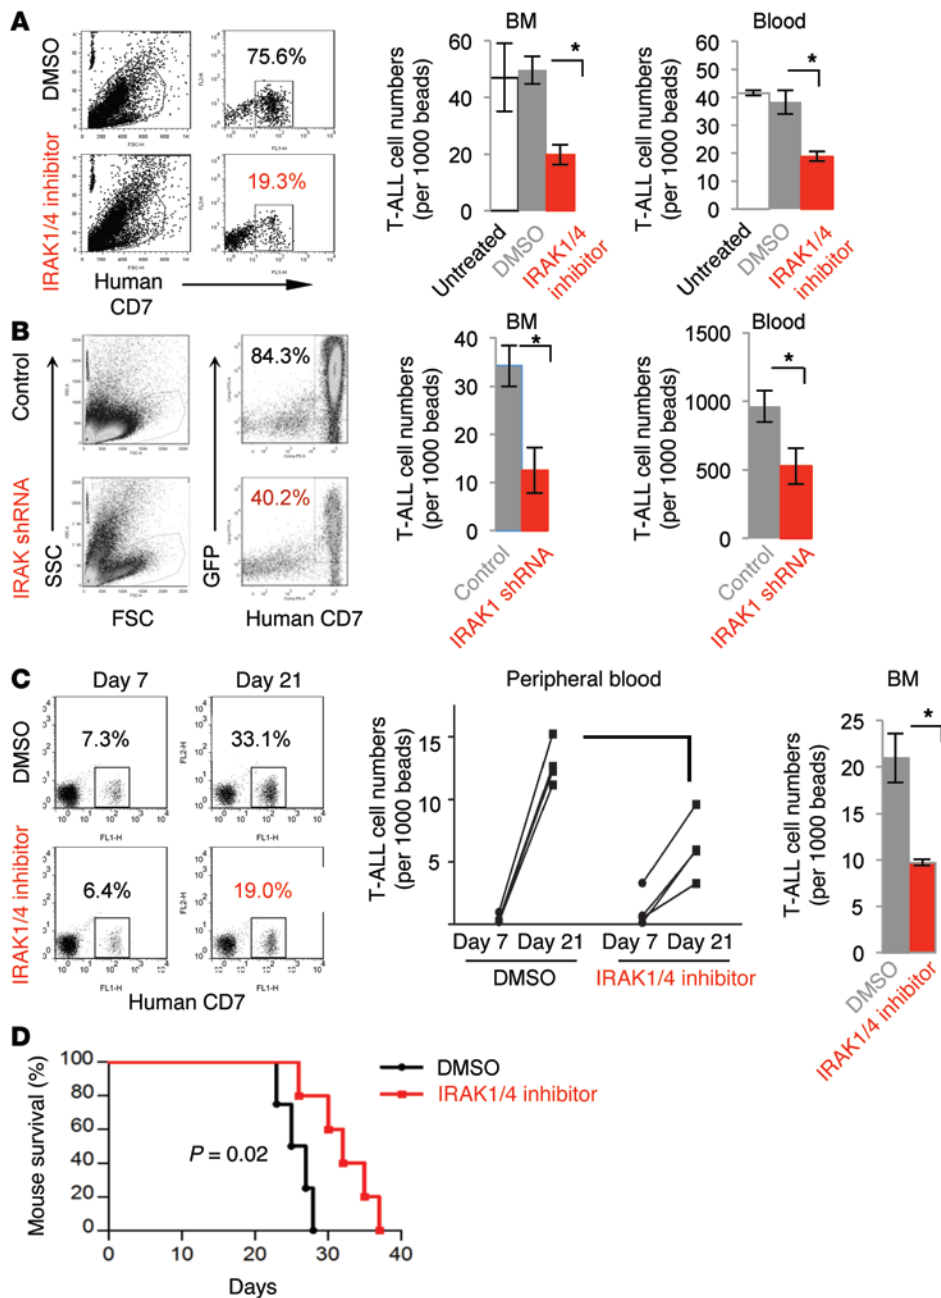 A
DMSO
IRAK1/4 inhibitor
75.6%
19.3%
FSC-H
FL1-H
Human
CD7
BM
T-ALL cell numbers
(per 1000 beads)
60
40
20
0
*
Untreated
DMSO
IRAK1/4
inhibitor
Blood
T-ALL cell numbers
(per 1000 beads)
60
50
40
30
20
10
0
*
Untreated
DMSO
IRAK1/4
inhibitor
B
Control
IRAK shRNA
SSC
FSC
GFP
84.3%
40.2%
Human CD7
BM
T-ALL cell numbers
(per 1000 beads)
40
30
20
10
0
*
Control
IRAK1 shRNA
Blood
T-ALL cell numbers
(per 1000 beads)
1500
1000
500
0
*
Control
IRAK1 shRNA
C
Day 7
Day 21
DMSO
IRAK1/4 inhibitor
7.3%
33.1%
6.4%
19.0%
FL2-H
FL1-H
Human CD7
Peripheral blood
T-ALL cell numbers
(per 1000 beads)
15
10
5
Day 7 Day 21 Day 7 Day 21
DMSO
IRAK1/4 inhibitor
BM
T-ALL cell numbers
(per 1000 beads)
25
20
15
10
5
0
*
DMSO
IRAK1/4 inhibitor
D
Mouse survival (%)
100
80
60
40
20
0
P = 0.02
DMSO
IRAK1/4 inhibitor
0 10 20 30 40
Days